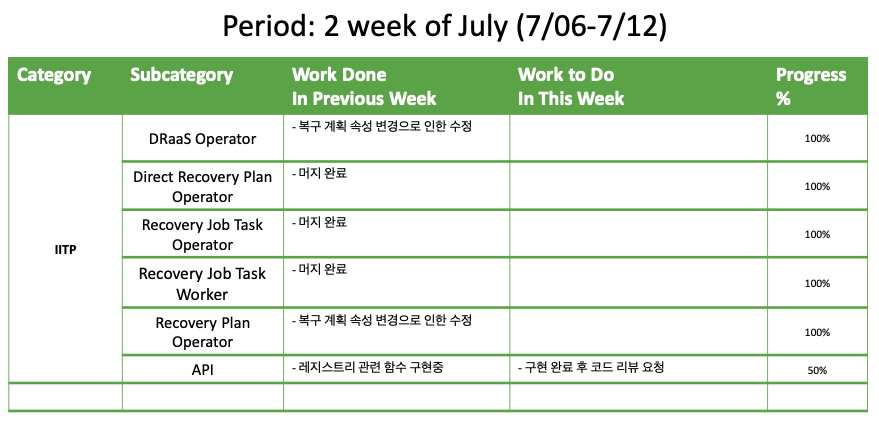 Period: 2 week of July (7/06-7/12)
Category
Subcategory
Work Done
In Previous Week
Work to Do
In This Week
Progress
%
IITP
DRaaS Operator
- 복구 계획 속성 변경으로 인한 수정
100%
Direct Recovery Plan
Operator
- 머지 완료
100%
Recovery Job Task
Operator
- 머지 완료
100%
Recovery Job Task
Worker
- 머지 완료
100%
Recovery Plan
Operator
- 복구 계획 속성 변경으로 인한 수정
100%
API
- 레지스트리 관련 함수 구현중
- 구현 완료 후 코드 리뷰 요청
50%